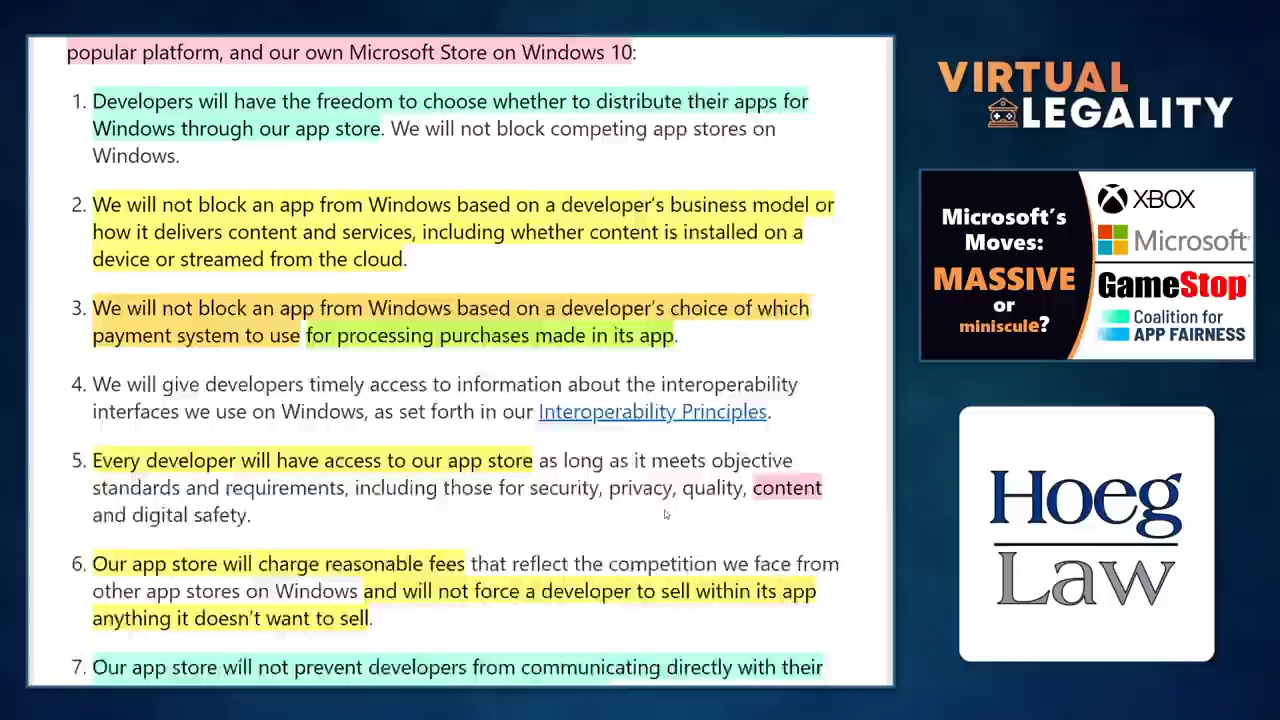 popular platform, and our own Microsoft Store on Windows 10:
1. Developers will have the freedom to choose whether to distribute their apps for
Windows through our app store. We will not block competing app stores on
Windows.
2. We will not block an app from Windows based on a developer's business model or
how it delivers content and services, including whether content is installed on a
device or streamed from the cloud.
3. We will not block an app from Windows based on a developer's choice of which
payment system to use for processing purchases made in its app.
4. We will give developers timely access to information about the interoperability
interfaces we use on Windows, as set forth in our Interoperability Principles.
5. Every developer will have access to our app store as long as it meets objective
standards and requirements, including those for security, privacy, quality, content
and digital safety.
6. Our app store will charge reasonable fees that reflect the competition we face from
other app stores on Windows and will not force a developer to sell within its app
anything it doesn't want to sell.
7. Our app store will not prevent developers from communicating directly with their
VIRTUAL
LEGALITY
Microsoft's
Moves:
MASSIVE
or
miniscule?
XBOX
Microsoft
GameStop
Coalition for
APP FAIRNESS
Hoeg
Law